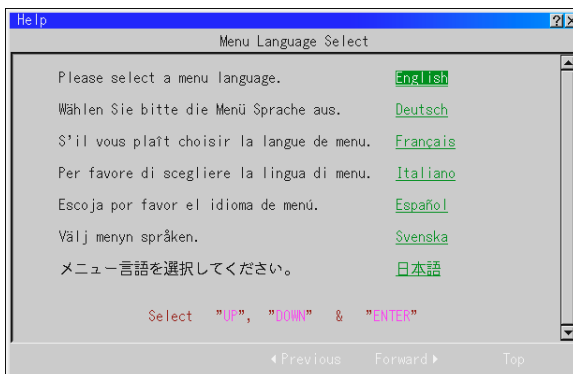 Help
Menu Language Select
Please select a menu language. English
Wählen Sie bitte die Menü Sprache aus. Deutsch
S'il vous plaît choisir la langue de menu. Français
Per favore di scegliere la lingua di menu. Italiano
Escoja por favor el idioma de menú. Español
Välj menyn språken. Svenska
メニュー言語を選択してください。 日本語
Select "UP", "DOWN" & "ENTER"
Previous Forward Top